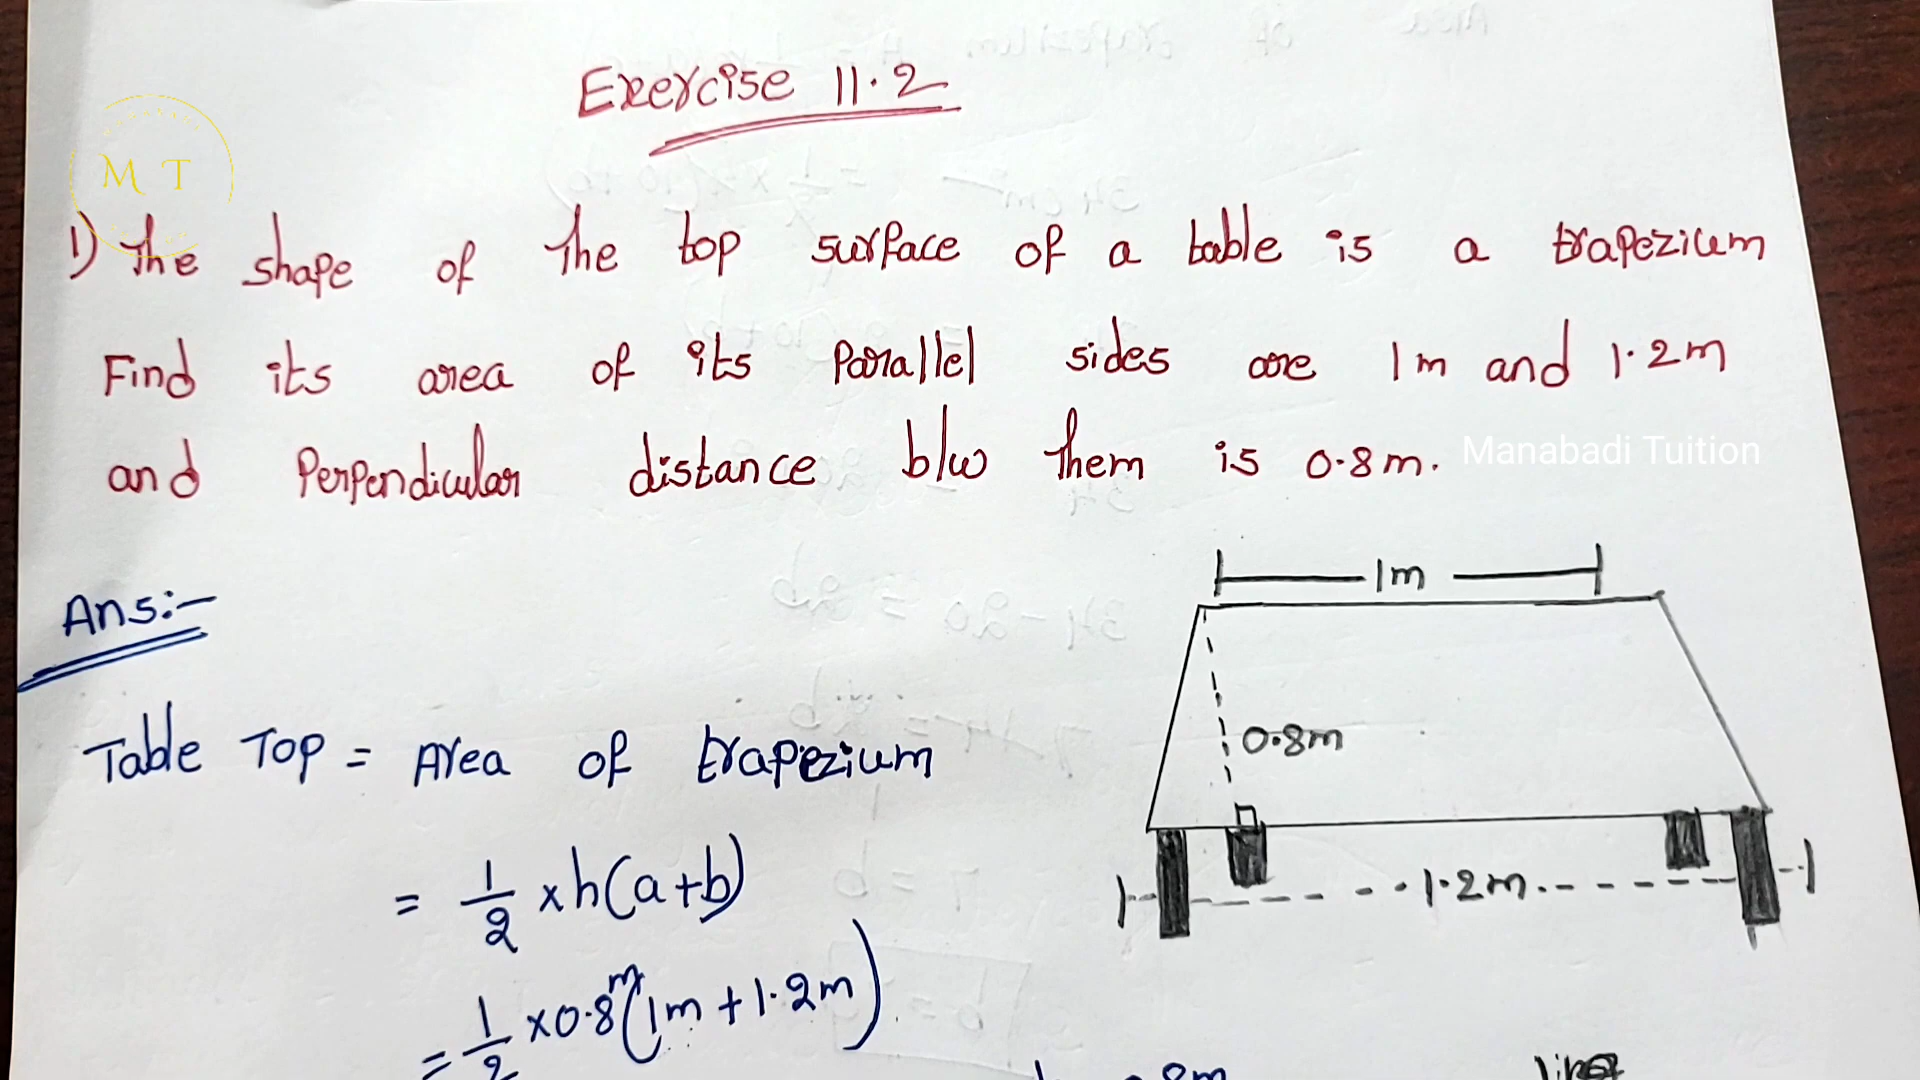 Exercise 11.2
M T
1) The shape of the top surface of a table is a trapezium
Find its area of its Parallel sides are 1m and 1.2m
and Perpendicular distance b/w them is 0.8m.
Manabadi Tuition
Ans:-
1m
0.8m
1.2m
Table Top = Area of trapezium
= 1/2 x h(a+b)
= 1/2 x 0.8m(1m + 1.2m)